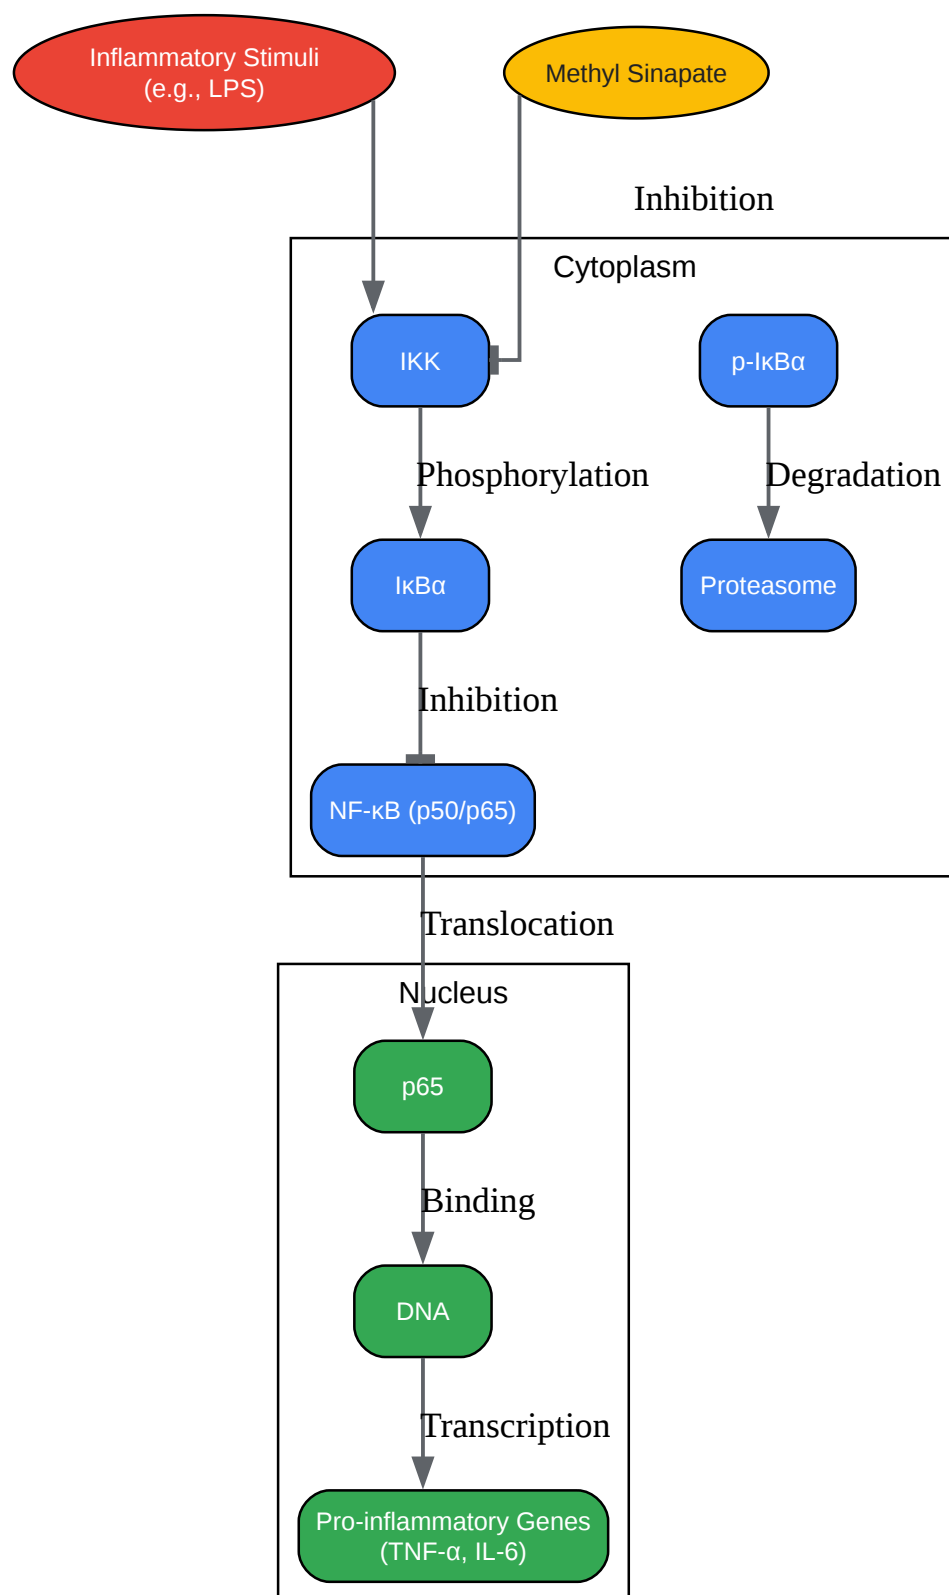 Inflammatory Stimuli
(e.g., LPS)
Methyl Sinapate
Inhibition
Cytoplasm
IKK
p-IκBα
Phosphorylation
Degradation
IκBα
Proteasome
Inhibition
NF-κB (p50/p65)
Translocation
Nucleus
p65
Binding
DNA
Transcription
Pro-inflammatory Genes
(TNF-α, IL-6)